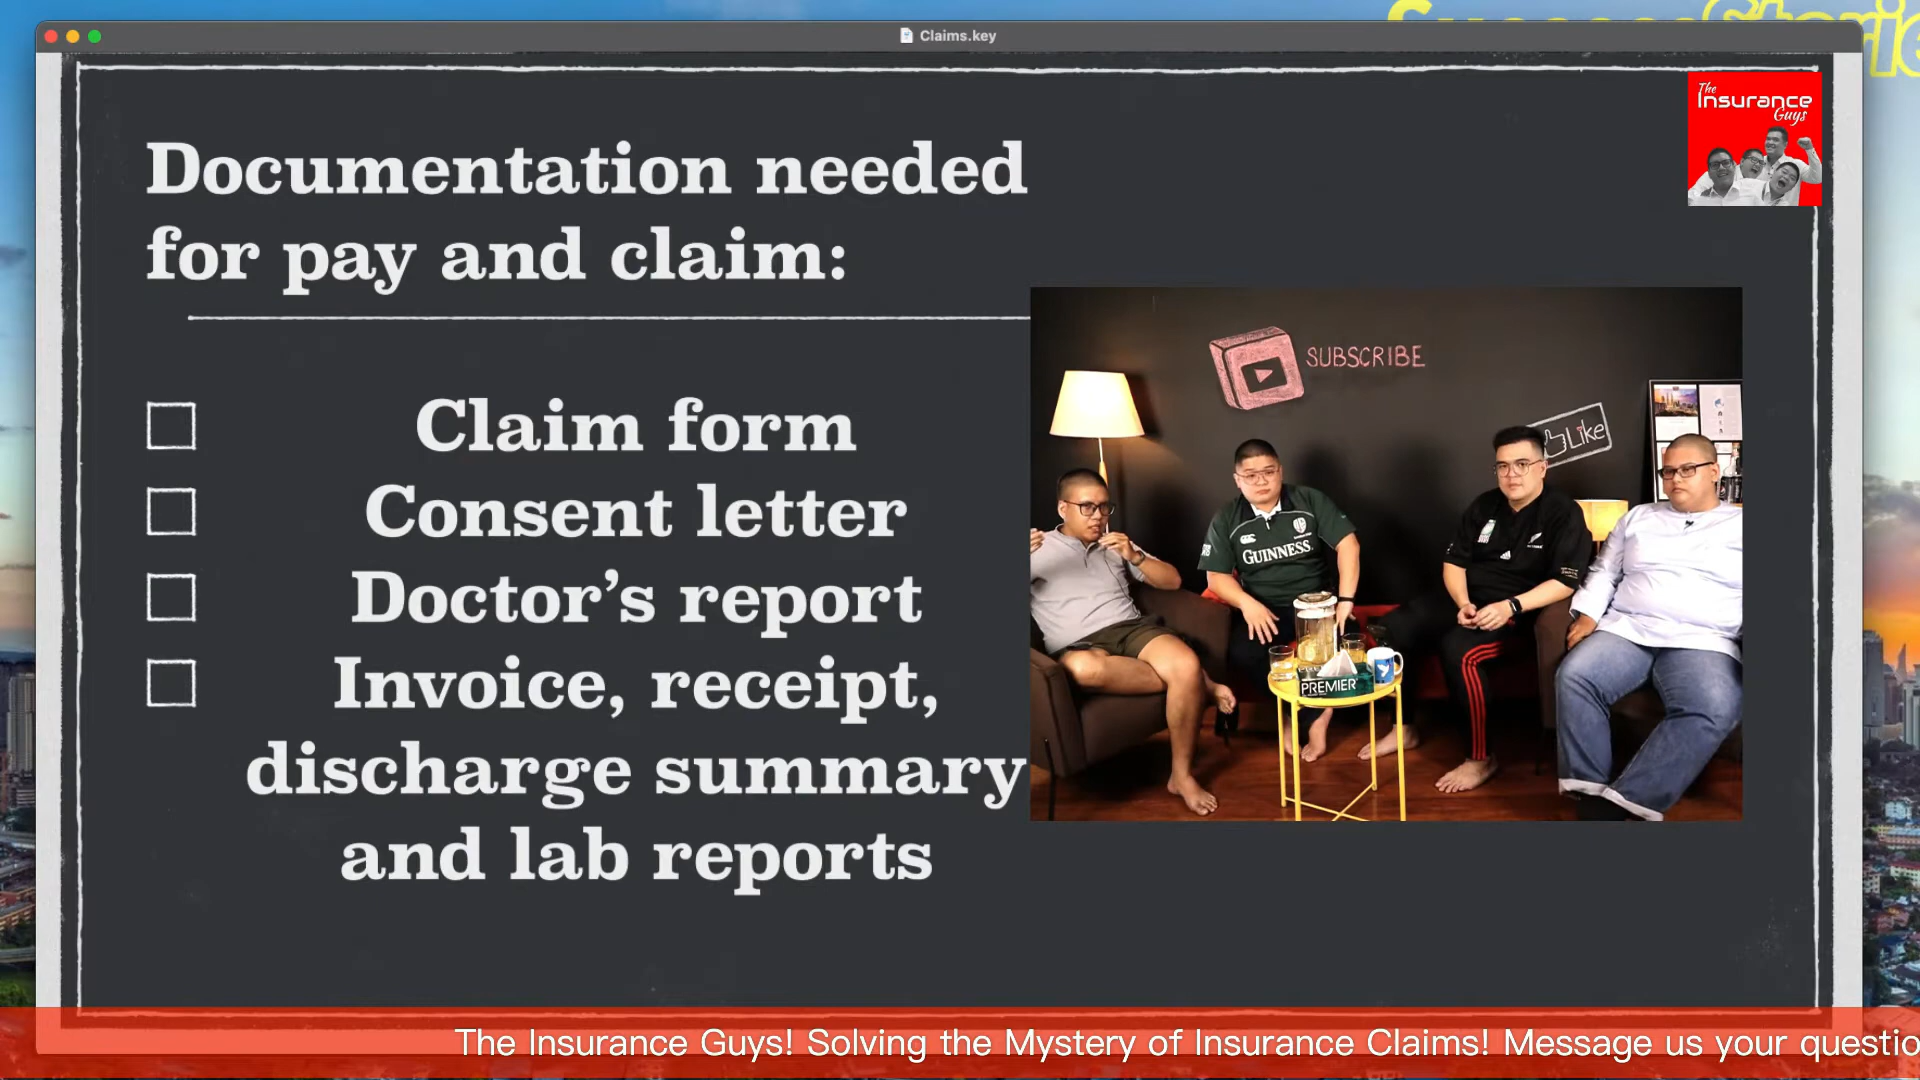 Success Stories
Claims.key
The
Insurance
Guys
Documentation needed
for pay and claim:
SUBSCRIBE
Like
Claim form
Consent letter
GUINNESS
Doctor’s report
Invoice, receipt,
PREMIER
discharge summary
and lab reports
The Insurance Guys! Solving the Mystery of Insurance Claims! Message us your questio